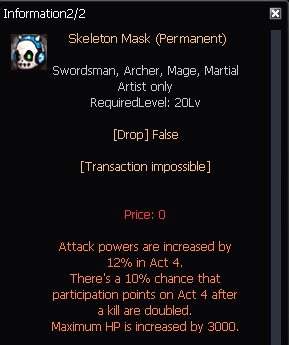 Information2/2
Skeleton Mask (Permanent)
Swordsman, Archer, Mage, Martial
Artist only
RequiredLevel: 20Lv
[Drop] False
[Transaction impossible]
Price: 0
Attack powers are increased by
12% in Act 4.
There's a 10% chance that
participation points on Act 4 after
a kill are doubled.
Maximum HP is increased by 3000.